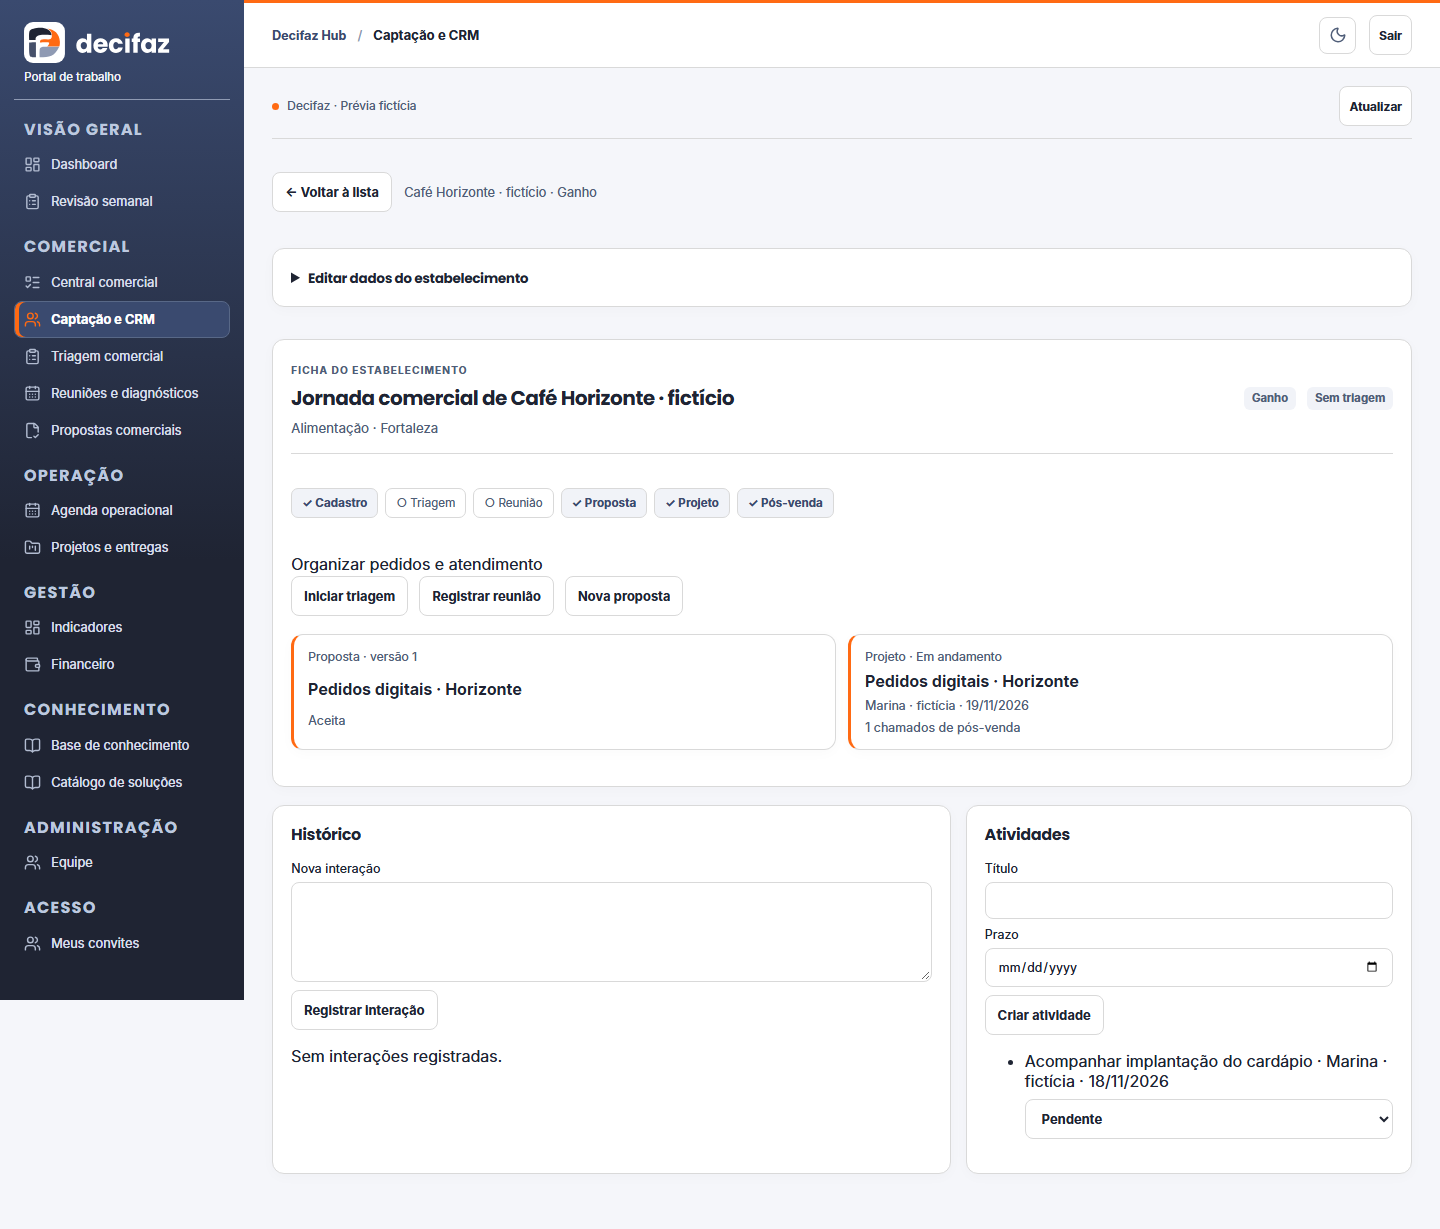 decifaz
Portal de trabalho
VISÃO GERAL
Dashboard
Revisão semanal
COMERCIAL
Central comercial
Captação e CRM
Triagem comercial
Reuniões e diagnósticos
Propostas comerciais
OPERAÇÃO
Agenda operacional
Projetos e entregas
GESTÃO
Indicadores
Financeiro
CONHECIMENTO
Base de conhecimento
Catálogo de soluções
ADMINISTRAÇÃO
Equipe
ACESSO
Meus convites
Decifaz Hub / Captação e CRM
Sair
Decifaz · Prévia fictícia
Atualizar
← Voltar à lista
Café Horizonte · fictício · Ganho
Editar dados do estabelecimento
FICHA DO ESTABELECIMENTO
Jornada comercial de Café Horizonte · fictício
Ganho
Sem triagem
Alimentação · Fortaleza
✓ Cadastro
○ Triagem
○ Reunião
✓ Proposta
✓ Projeto
✓ Pós-venda
Organizar pedidos e atendimento
Iniciar triagem
Registrar reunião
Nova proposta
Proposta · versão 1
Pedidos digitais · Horizonte
Aceita
Projeto · Em andamento
Pedidos digitais · Horizonte
Marina · fictícia · 19/11/2026
1 chamados de pós-venda
Histórico
Nova interação
Registrar interação
Sem interações registradas.
Atividades
Título
Prazo
mm/dd/yyyy
Criar atividade
• Acompanhar implantação do cardápio · Marina ·
fictícia · 18/11/2026
Pendente